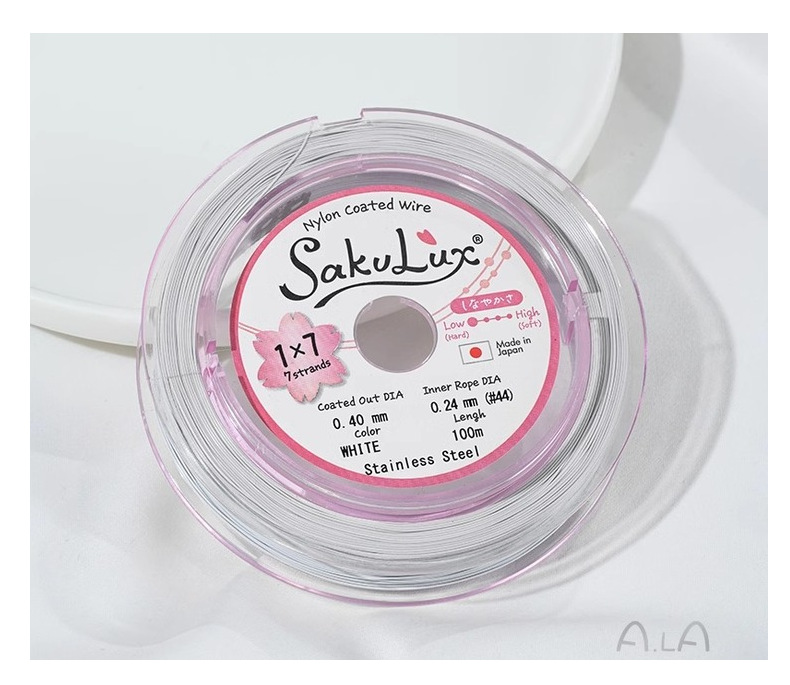 Nylon Coated Wire
SakuLux®
しなやかさ
Low High
(Hard) (Soft)
Made in
Japan
1×7
7 strands
Coated Out DIA
0.40 mm
Color
WHITE
Inner Rope DIA
0.24 mm (#44)
Lengh
100m
Stainless Steel
A.LA